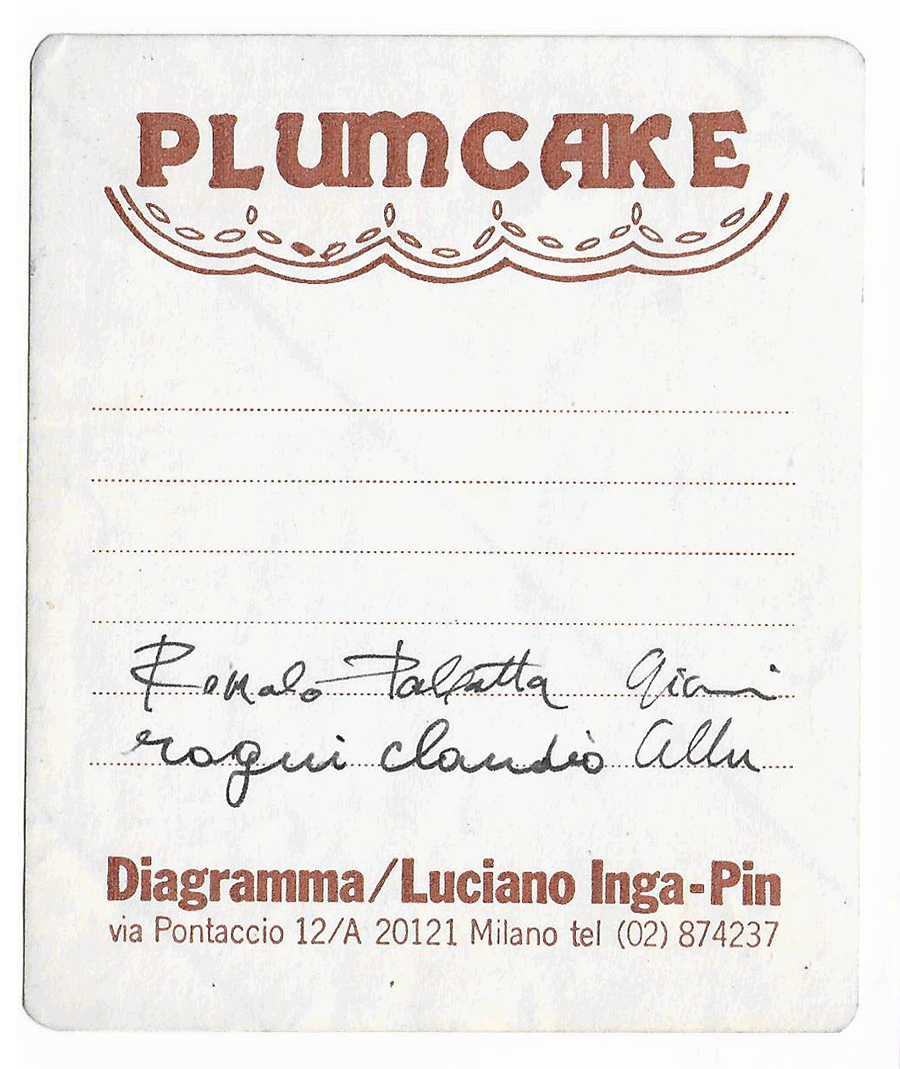 PLUMCAKE
Romolo Pallotta Gianni
ragni claudio Cella
Diagramma/Luciano Inga-Pin
via Pontaccio 12/A 20121 Milano tel (02) 874237